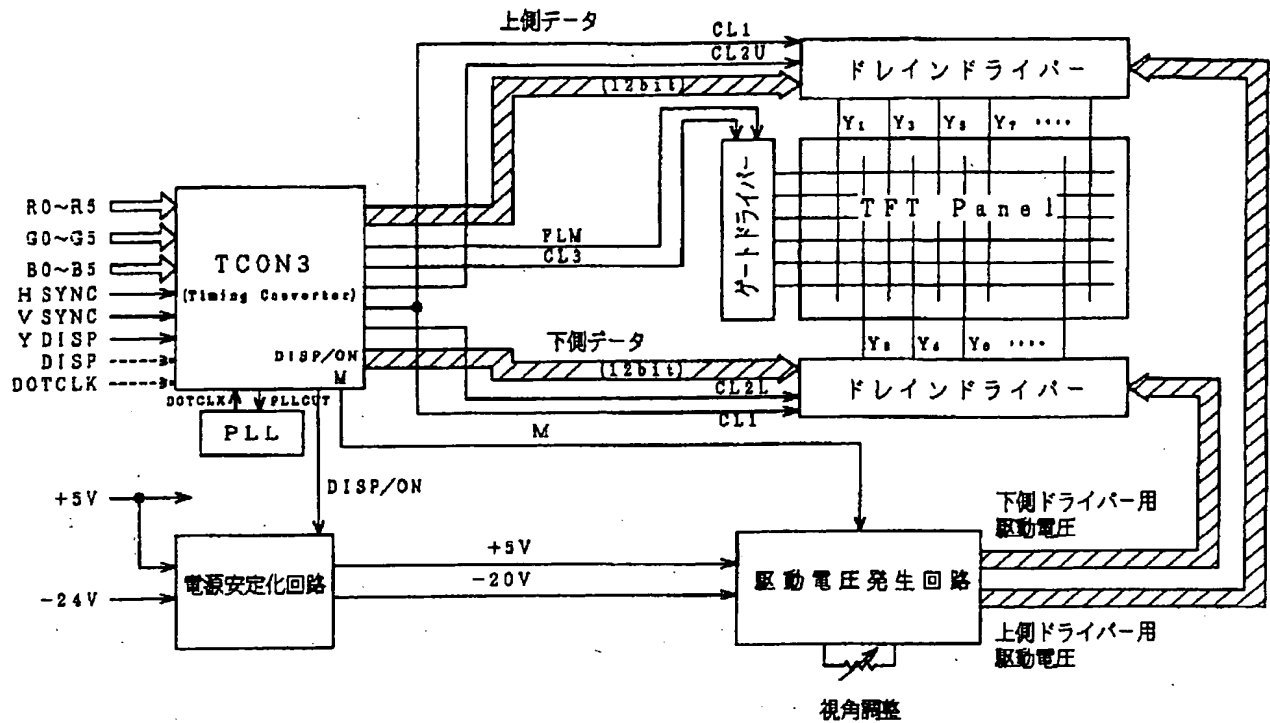 上側データ
CL1
CL2U
(12bit)
ドレインドライバー
Y1 Y3 Y5 Y7 ····
ゲートドライバー
TFT Panel
R0~R5
G0~G5
B0~B5
H SYNC
V SYNC
Y DISP
DISP
DOTCLK
TCON3
(Timing Converter)
DISP/ON
M
FLM
CL3
下側データ
(12bit)
CL2L
CL1
Y2 Y4 Y6 ····
ドレインドライバー
DOTCLK PLLOUT
PLL
M
DISP/ON
+5V
-24V
電源安定化回路
+5V
-20V
駆動電圧発生回路
下側ドライバー用
駆動電圧
上側ドライバー用
駆動電圧
視角調整